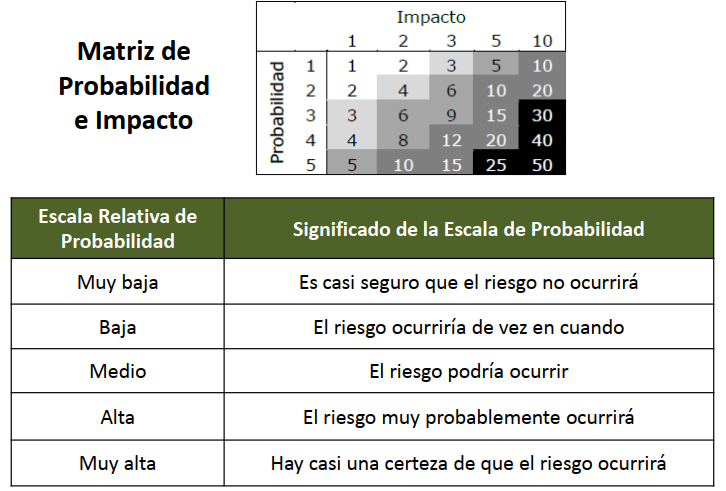 Matriz de
Probabilidad
e Impacto
Impacto
1 2 3 5 10
Probabilidad
1 1 2 3 5 10
2 2 4 6 10 20
3 3 6 9 15 30
4 4 8 12 20 40
5 5 10 15 25 50
Escala Relativa de
Probabilidad
Significado de la Escala de Probabilidad
Muy baja
Es casi seguro que el riesgo no ocurrirá
Baja
El riesgo ocurriría de vez en cuando
Medio
El riesgo podría ocurrir
Alta
El riesgo muy probablemente ocurrirá
Muy alta
Hay casi una certeza de que el riesgo ocurrirá